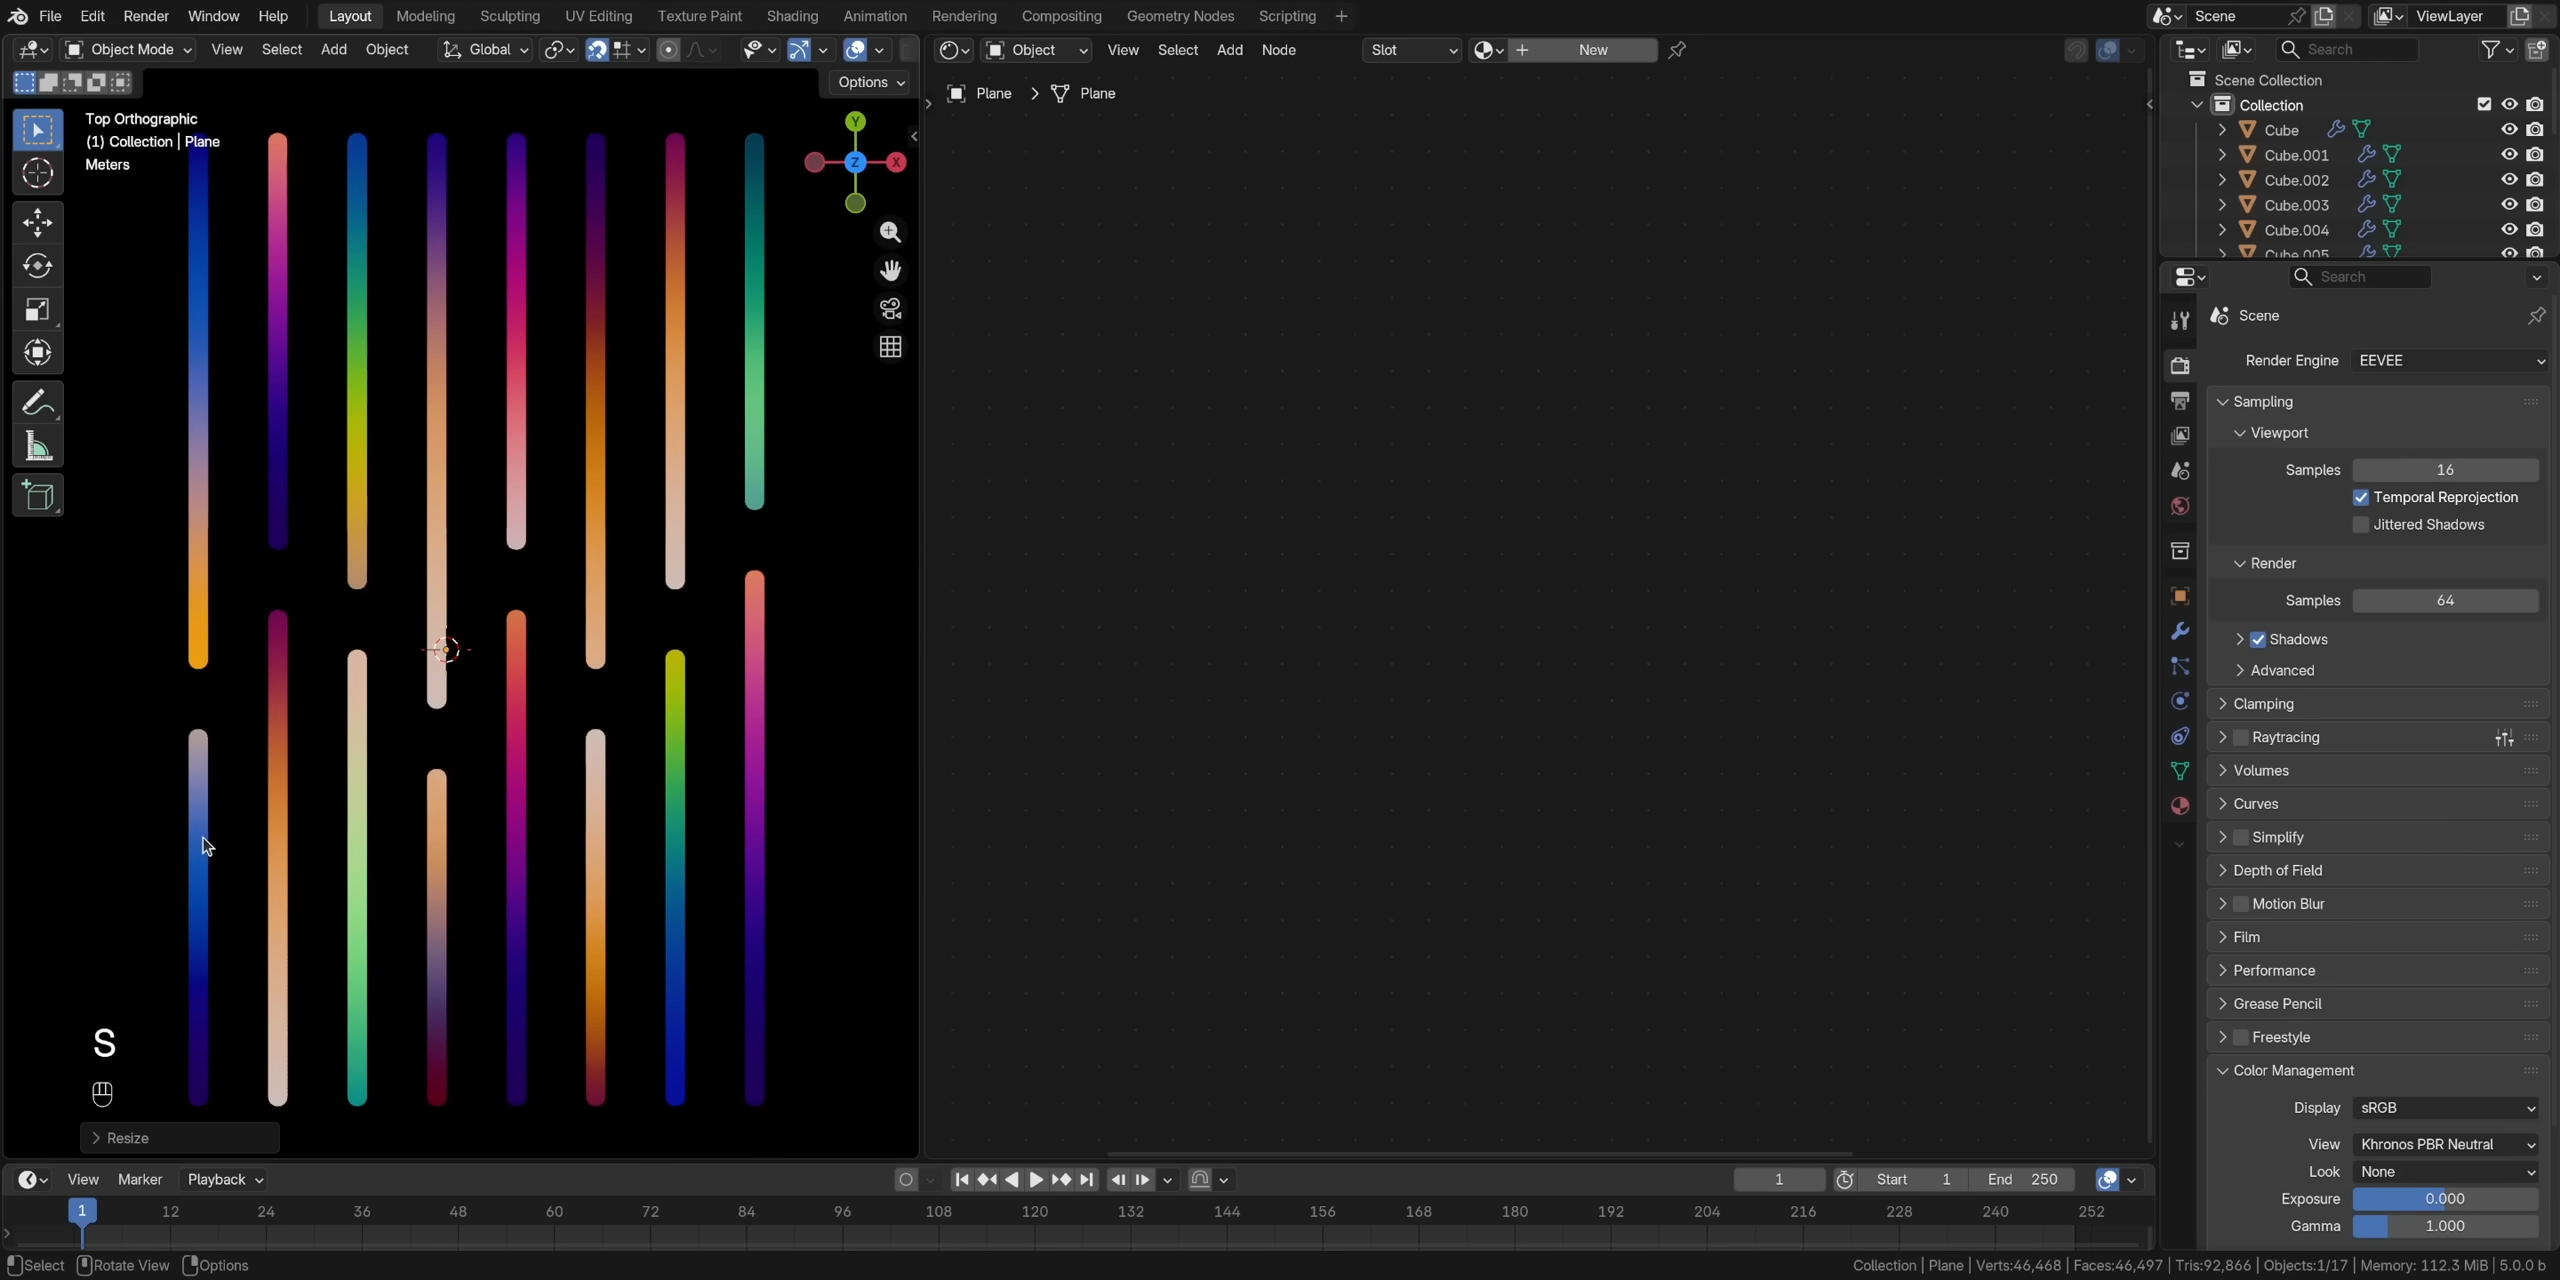 File Edit Render Window Help Layout Modeling Sculpting UV Editing Texture Paint Shading Animation Rendering Compositing Geometry Nodes Scripting + Scene ViewLayer
Object Mode View Select Add Object Global
Object View Select Add Node Slot + New
Search
Options
Plane > Plane
Top Orthographic
(1) Collection | Plane
Meters
Y
Z
X
S
> Resize
Scene Collection
Collection
Cube
Cube.001
Cube.002
Cube.003
Cube.004
Cube.005
Search
Scene
Render Engine EEVEE
Sampling
Viewport
Samples 16
Temporal Reprojection
Jittered Shadows
Render
Samples 64
Shadows
Advanced
Clamping
Raytracing
Volumes
Curves
Simplify
Depth of Field
Motion Blur
Film
Performance
Grease Pencil
Freestyle
Color Management
Display sRGB
View Khronos PBR Neutral
Look None
Exposure 0.000
Gamma 1.000
View Marker Playback 1 Start 1 End 250
1 12 24 36 48 60 72 84 96 108 120 132 144 156 168 180 192 204 216 228 240 252
Select Rotate View Options
Collection | Plane | Verts:46,468 | Faces:46,497 | Tris:92,866 | Objects:1/17 | Memory: 112.3 MiB | 5.0.0 b